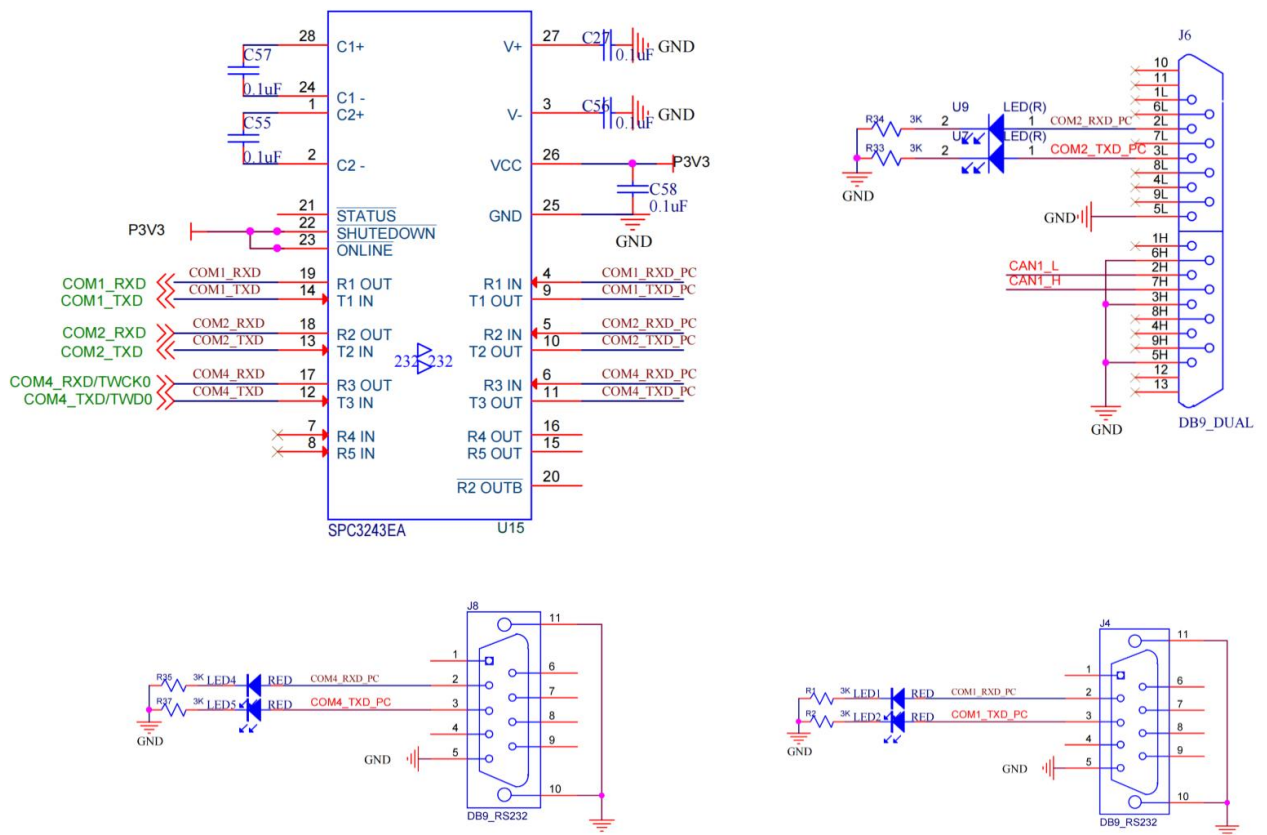 28 C1+ V+ 27 C27 0.1uF GND
C57 0.1uF
24 C1 -
1 C2+ V- 3 C56 0.1uF GND
C55 0.1uF
2 C2 - VCC 26 P3V3
C58 0.1uF
21 STATUS GND 25
GND
P3V3 22 SHUTEDOWN
23 ONLINE
COM1_RXD COM1_RXD 19 R1 OUT R1 IN 4 COM1_RXD_PC
COM1_TXD COM1_TXD 14 T1 IN T1 OUT 9 COM1_TXD_PC
COM2_RXD COM2_RXD 18 R2 OUT R2 IN 5 COM2_RXD_PC
COM2_TXD COM2_TXD 13 T2 IN T2 OUT 10 COM2_TXD_PC
232 232
COM4_RXD/TWCK0 COM4_RXD 17 R3 OUT R3 IN 6 COM4_RXD_PC
COM4_TXD/TWD0 COM4_TXD 12 T3 IN T3 OUT 11 COM4_TXD_PC
7 R4 IN R4 OUT 16
8 R5 IN R5 OUT 15
R2 OUTB 20
SPC3243EA U15
J6
10
11
1L
6L
U9 LED(R)
R34 3K 2 1 COM2_RXD_PC 2L
7L
U7 LED(R)
R33 3K 2 1 COM2_TXD_PC 3L
8L
GND
4L
9L
GND 5L
1H
6H
CAN1_L 2H
CAN1_H 7H
3H
8H
4H
9H
5H
12
13
GND
DB9_DUAL
J8
11
1
6
R35 3K LED4 RED COM4_RXD_PC 2
7
R37 3K LED5 RED COM4_TXD_PC 3
8
GND
4
9
GND 5
10
DB9_RS232
J4
11
1
6
R1 3K LED1 RED COM1_RXD_PC 2
7
R2 3K LED2 RED COM1_TXD_PC 3
8
GND
4
9
GND 5
10
DB9_RS232